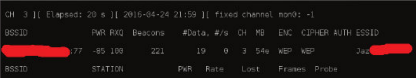 CH 3 ][ Elapsed: 20 s ][ 2016-04-24 21:59 ][ fixed channel mon0: -1
BSSID PWR RXQ Beacons #Data, #/s CH MB ENC CIPHER AUTH ESSID
:77 -85 100 221 19 0 3 54e WEP WEP Jaz
BSSID STATION PWR Rate Lost Frames Probe